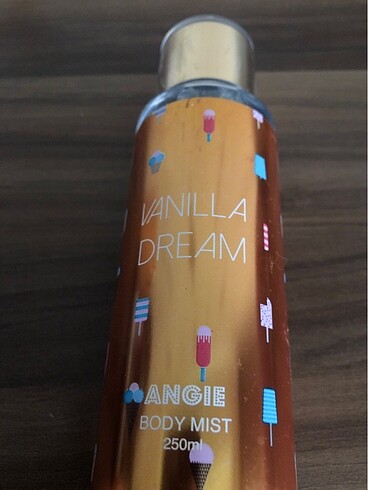 VANILLA
DREAM
ANGIE
BODY MIST
250ml